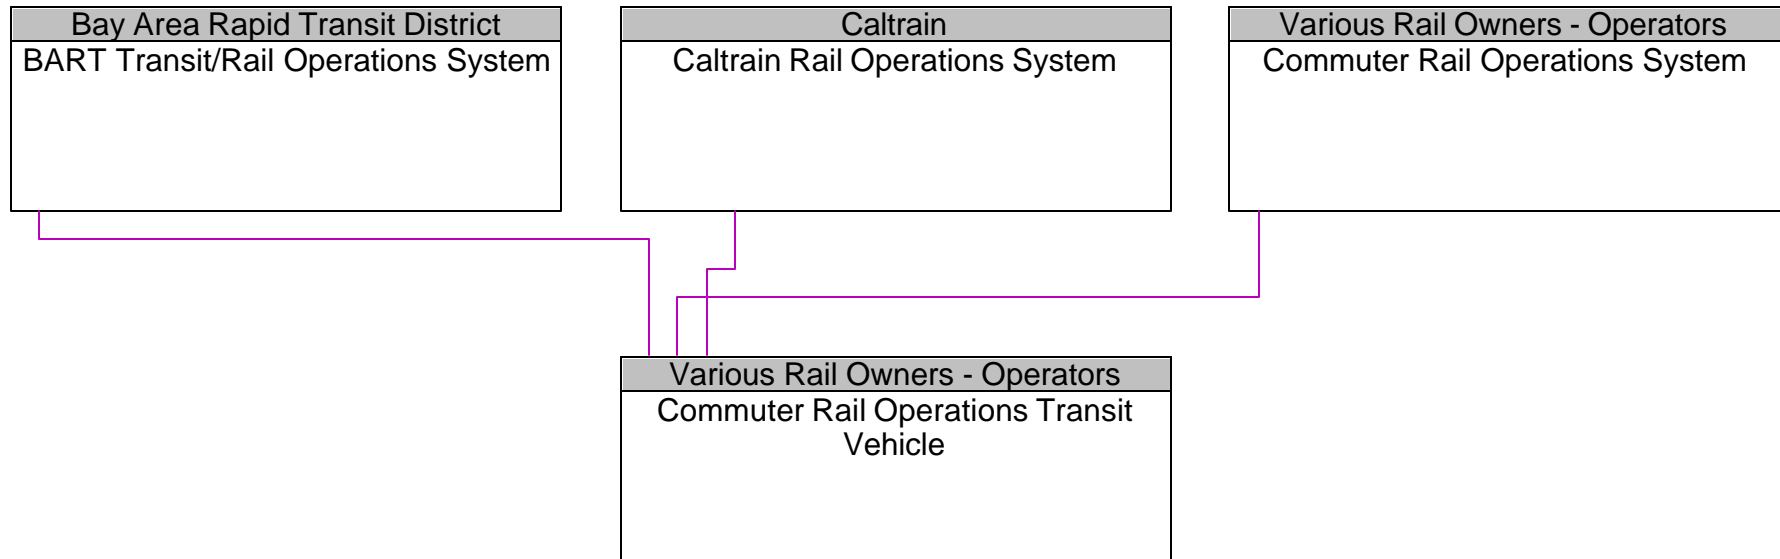 Bay Area Rapid Transit District
BART Transit/Rail Operations System
Caltrain
Caltrain Rail Operations System
Various Rail Owners - Operators
Commuter Rail Operations System
Various Rail Owners - Operators
Commuter Rail Operations Transit
Vehicle